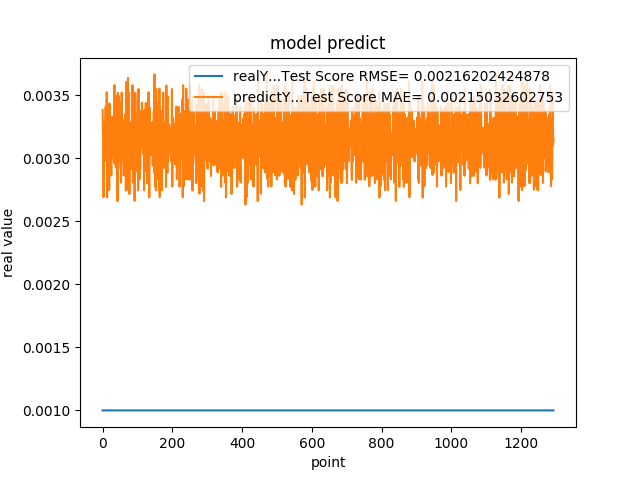 model predict
realY...Test Score RMSE= 0.00216202424878
predictY...Test Score MAE= 0.00215032602753
0.0035
0.0030
0.0025
0.0020
0.0015
0.0010
real value
0 200 400 600 800 1000 1200
point